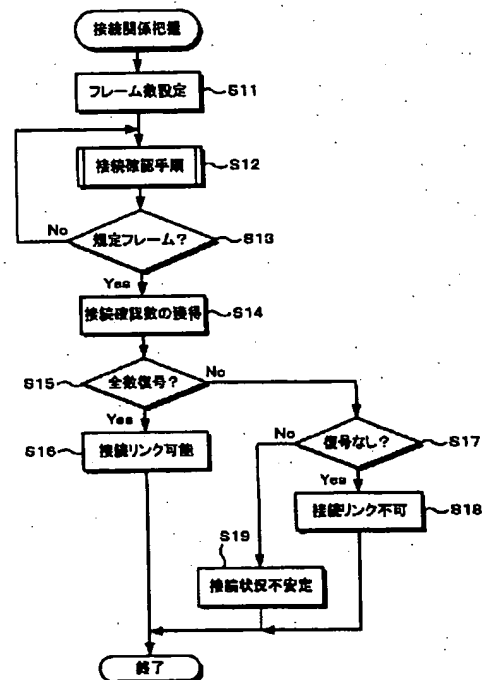 接続関係把握
フレーム数設定
S11
接続確認手順
S12
No
規定フレーム?
S13
Yes
接続確認数の獲得
S14
S15
全数復号?
No
Yes
S16
接続リンク可能
No
復号なし?
S17
Yes
接続リンク不可
S18
S19
接続状況不安定
終了